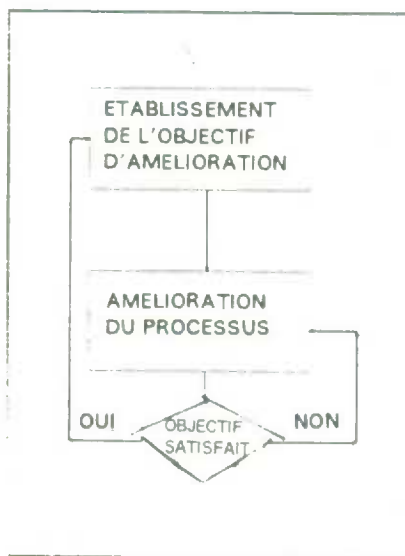 ETABLISSEMENT
DE L'OBJECTIF
D'AMELIORATION
AMELIORATION
DU PROCESSUS
OUI
OBJECTIF
SATISFAIT
NON